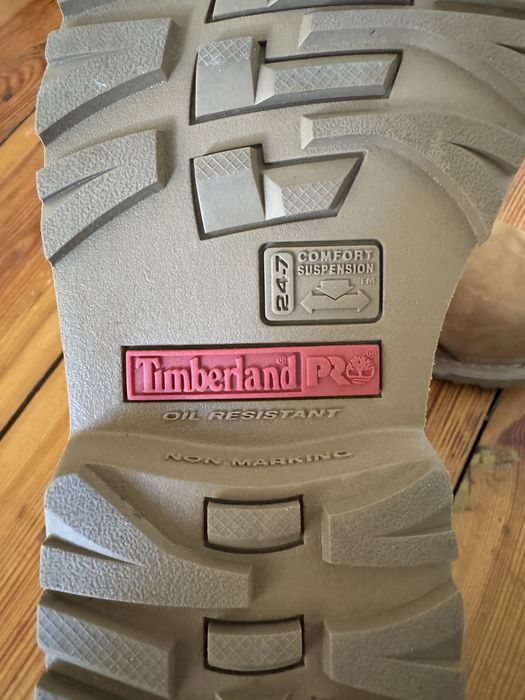 24-7
COMFORT
SUSPENSION
™
Timberland® PRO®
OIL RESISTANT
NON MARKING